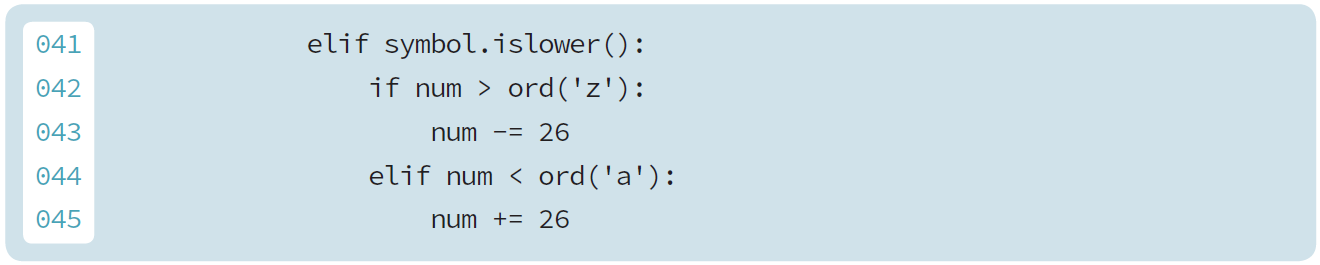 041 elif symbol.islower():
042 if num > ord('z'):
043 num -= 26
044 elif num < ord('a'):
045 num += 26